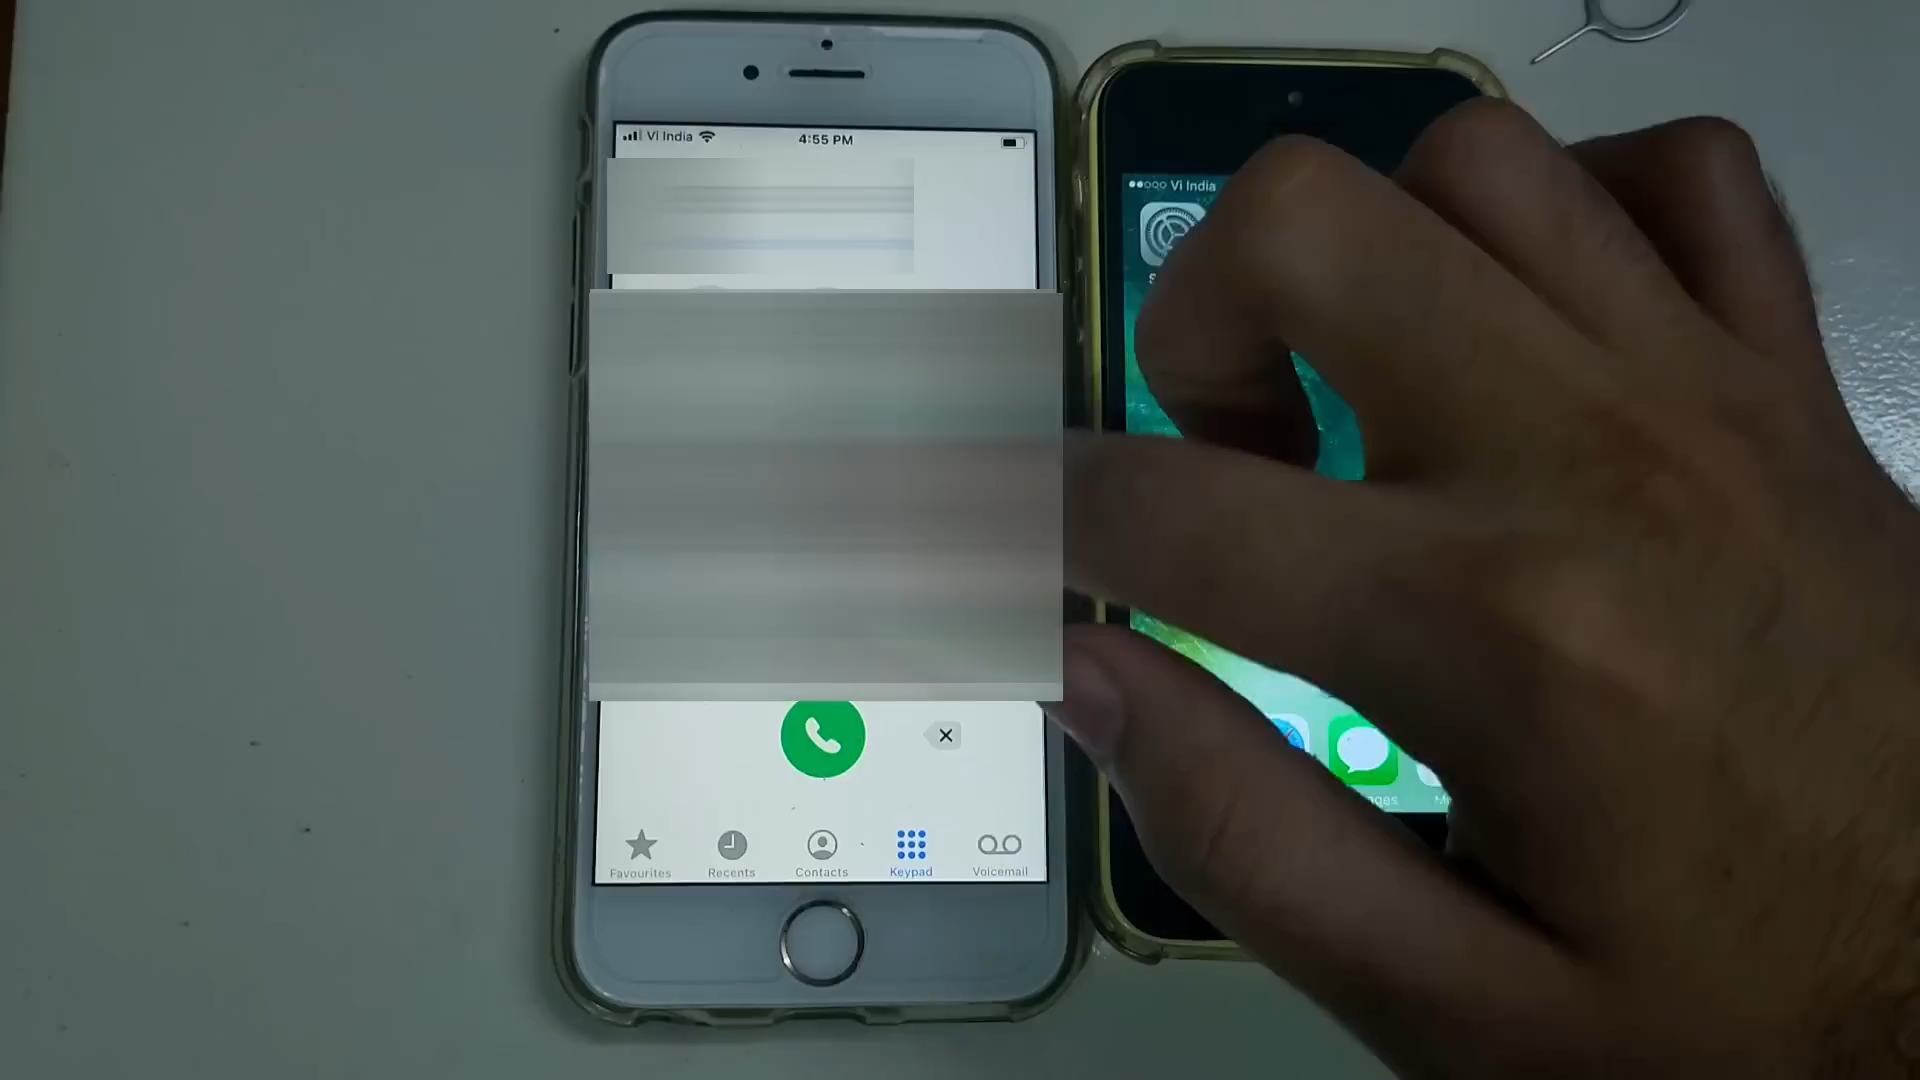 Vi India
4:55 PM
Vi India
Favourites
Recents
Contacts
Keypad
Voicemail